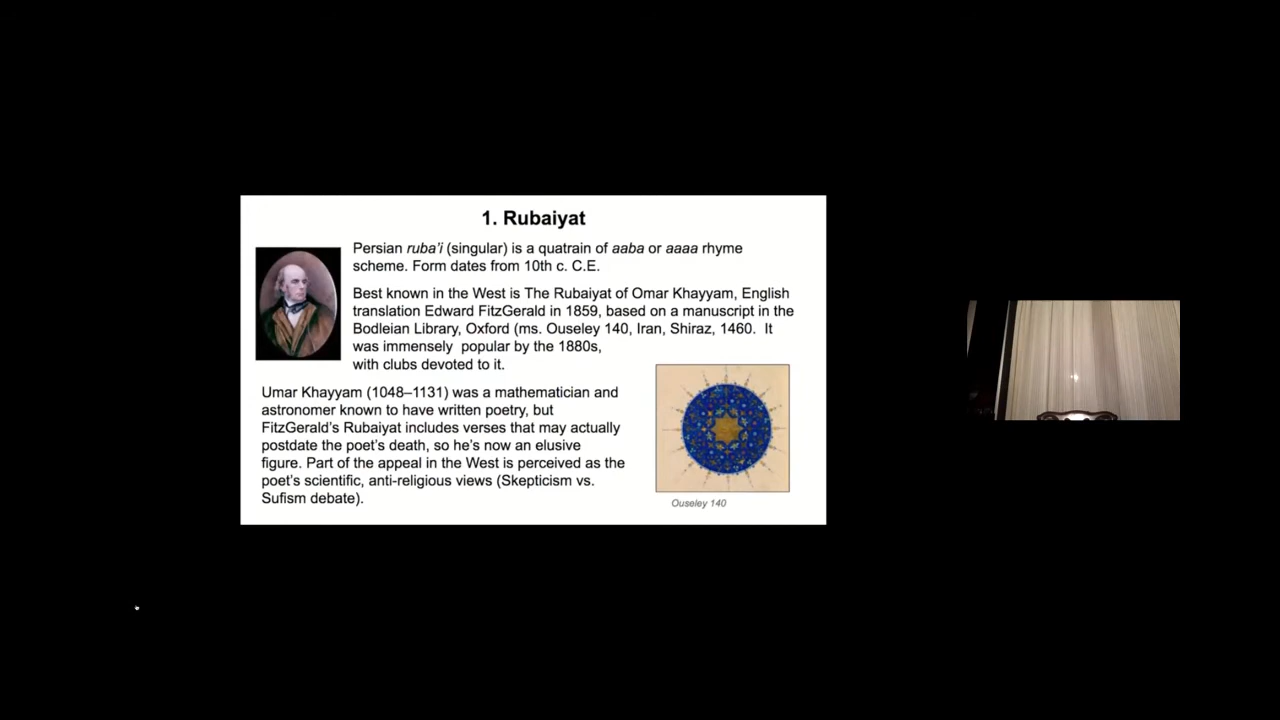 1. Rubaiyat
Persian ruba'i (singular) is a quatrain of aaba or aaaa rhyme
scheme. Form dates from 10th c. C.E.
Best known in the West is The Rubaiyat of Omar Khayyam, English
translation Edward FitzGerald in 1859, based on a manuscript in the
Bodleian Library, Oxford (ms. Ouseley 140, Iran, Shiraz, 1460. It
was immensely popular by the 1880s,
with clubs devoted to it.
Umar Khayyam (1048–1131) was a mathematician and
astronomer known to have written poetry, but
FitzGerald's Rubaiyat includes verses that may actually
postdate the poet's death, so he's now an elusive
figure. Part of the appeal in the West is perceived as the
poet's scientific, anti-religious views (Skepticism vs.
Sufism debate).
Ouseley 140